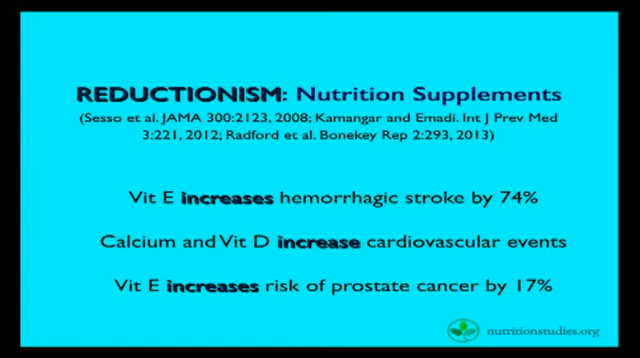 REDUCTIONISM: Nutrition Supplements
(Sesso et al. JAMA 300:2123, 2008; Kamangar and Emadi. Int J Prev Med
3:221, 2012; Radford et al. Bonekey Rep 2:293, 2013)
Vit E increases hemorrhagic stroke by 74%
Calcium and Vit D increase cardiovascular events
Vit E increases risk of prostate cancer by 17%
nutritionstudies.org